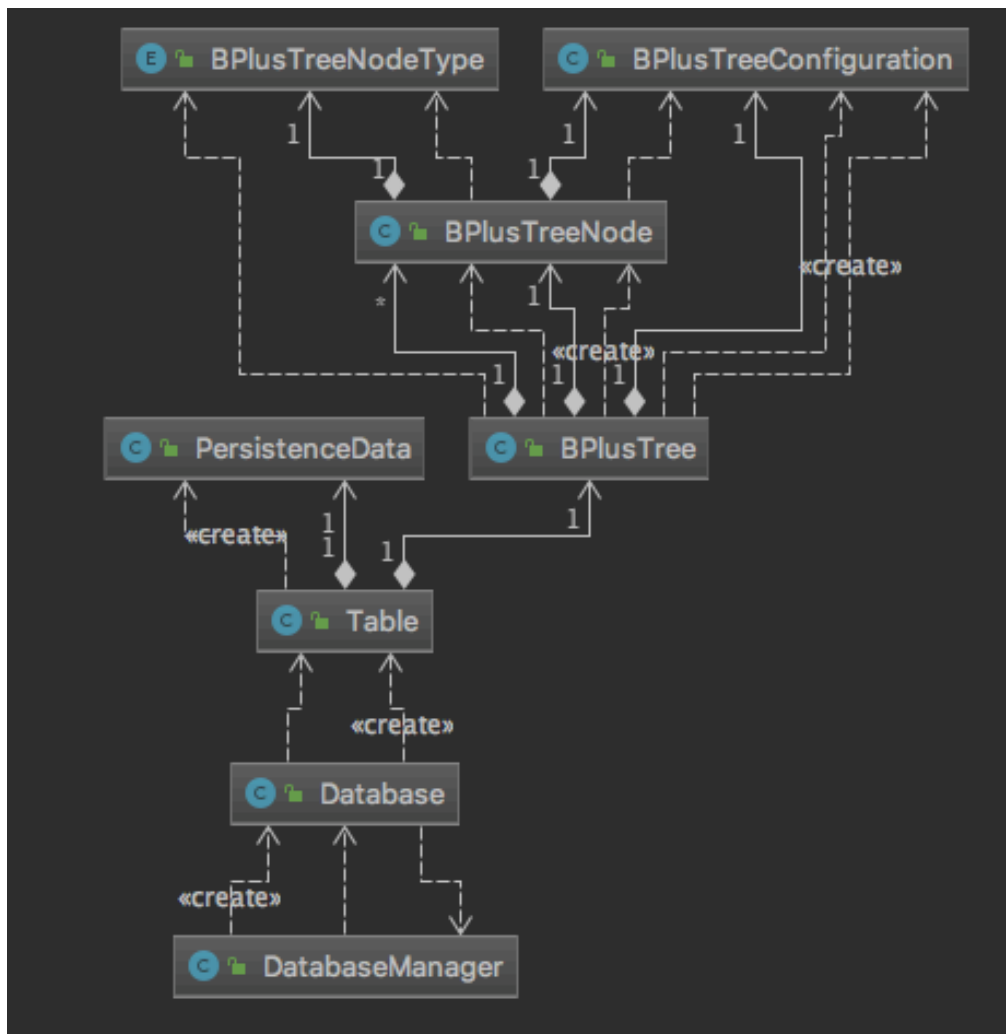 E BPlusTreeNodeType
C BPlusTreeConfiguration
1
1
1
1
1
C BPlusTreeNode
«create»
*
1
«create»
1
1
1
C PersistenceData
C BPlusTree
«create»
1
1
1
1
C Table
«create»
C Database
«create»
C DatabaseManager